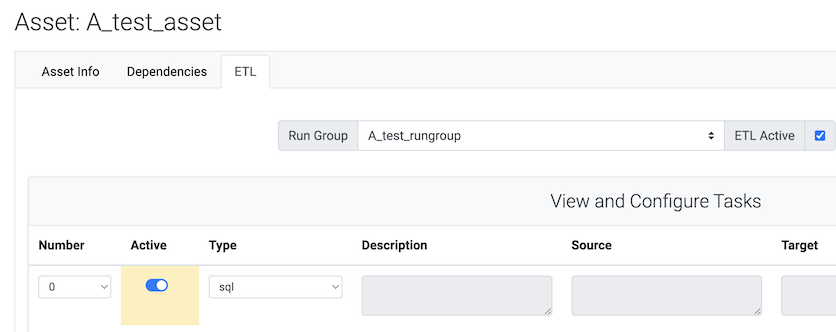 Asset: A_test_asset
Asset Info Dependencies ETL
Run Group A_test_rungroup ETL Active
View and Configure Tasks
Number Active Type Description Source Target
0 sql